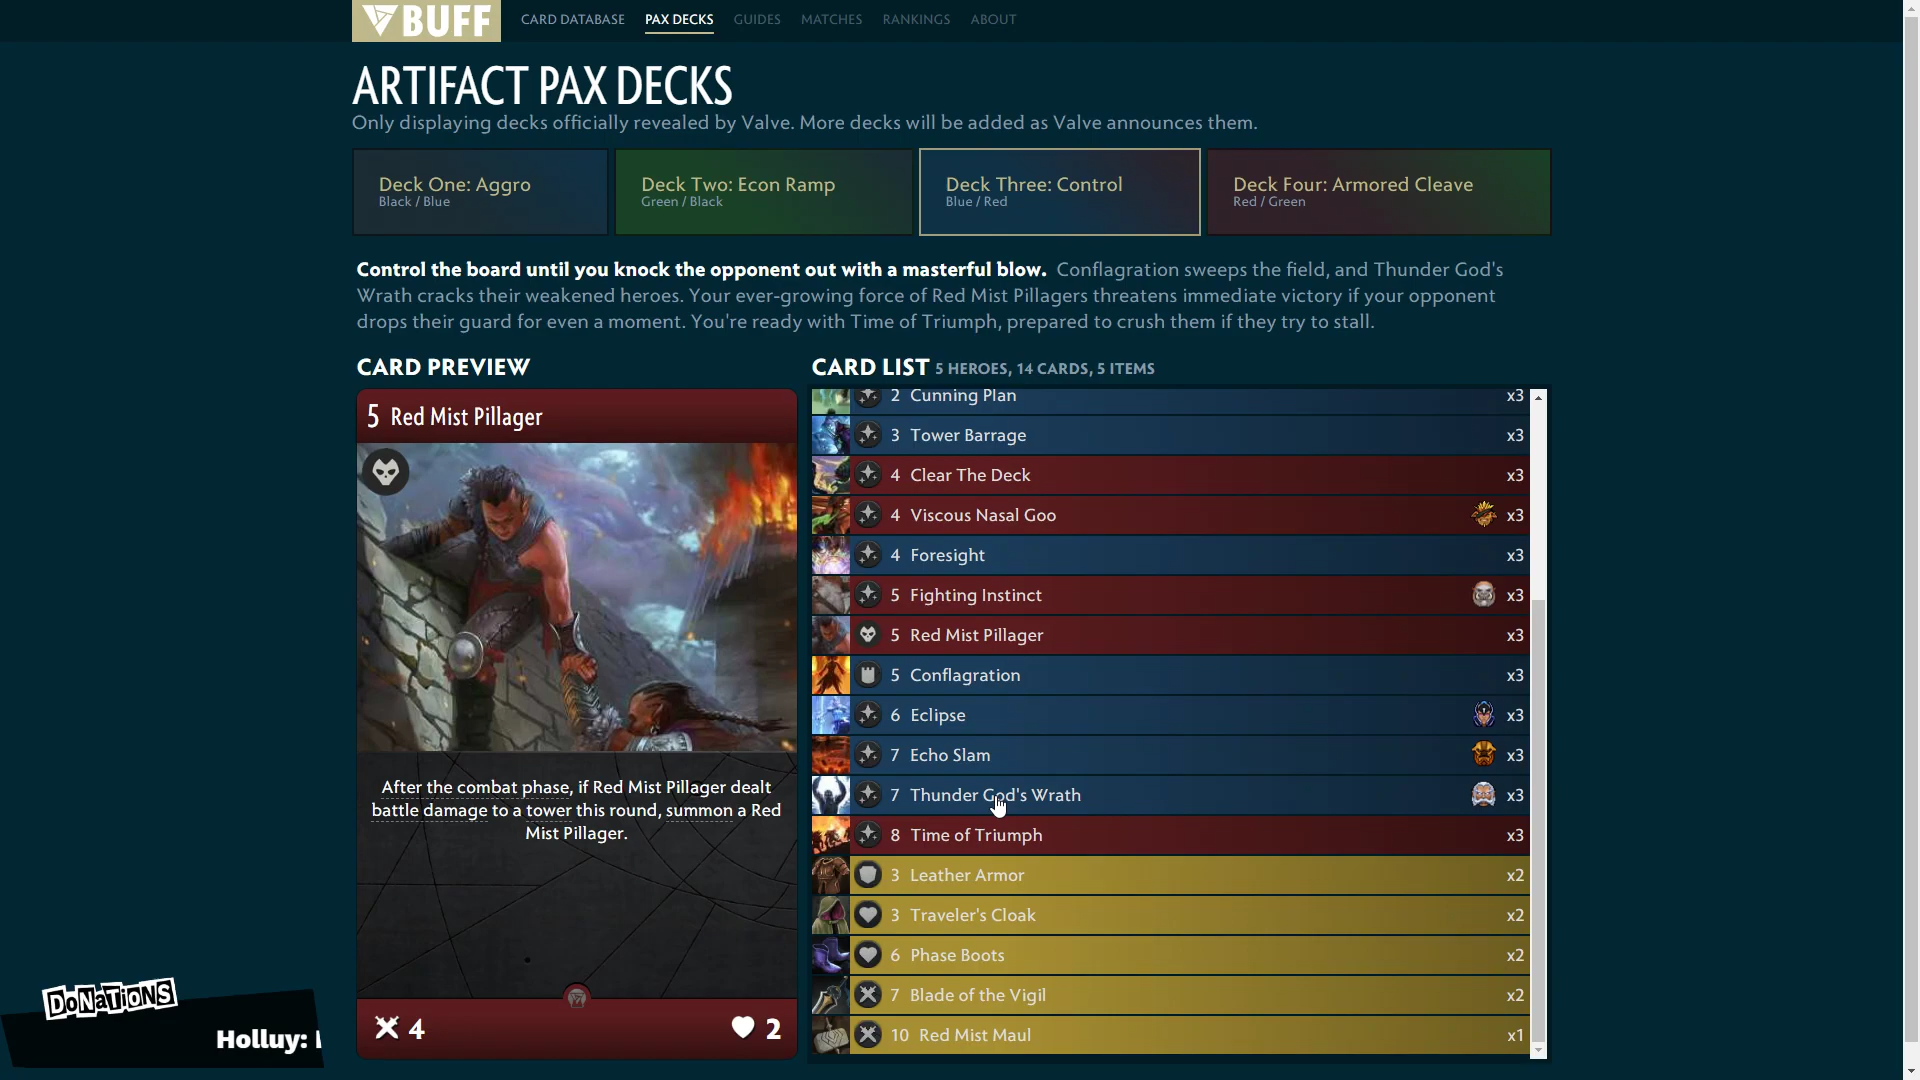 BUFF
CARD DATABASE
PAX DECKS
GUIDES
MATCHES
RANKINGS
ABOUT
ARTIFACT PAX DECKS
Only displaying decks officially revealed by Valve. More decks will be added as Valve announces them.
Deck One: Aggro
Black / Blue
Deck Two: Econ Ramp
Green / Black
Deck Three: Control
Blue / Red
Deck Four: Armored Cleave
Red / Green
Control the board until you knock the opponent out with a masterful blow. Conflagration sweeps the field, and Thunder God's
Wrath cracks their weakened heroes. Your ever-growing force of Red Mist Pillagers threatens immediate victory if your opponent
drops their guard for even a moment. You're ready with Time of Triumph, prepared to crush them if they try to stall.
CARD PREVIEW
5 Red Mist Pillager
After the combat phase, if Red Mist Pillager dealt
battle damage to a tower this round, summon a Red
Mist Pillager.
4
2
CARD LIST 5 HEROES, 14 CARDS, 5 ITEMS
2 Cunning Plan x3
3 Tower Barrage x3
4 Clear The Deck x3
4 Viscous Nasal Goo x3
4 Foresight x3
5 Fighting Instinct x3
5 Red Mist Pillager x3
5 Conflagration x3
6 Eclipse x3
7 Echo Slam x3
7 Thunder God's Wrath x3
8 Time of Triumph x3
3 Leather Armor x2
3 Traveler's Cloak x2
6 Phase Boots x2
7 Blade of the Vigil x2
10 Red Mist Maul x1
DONATIONS
Holluy: